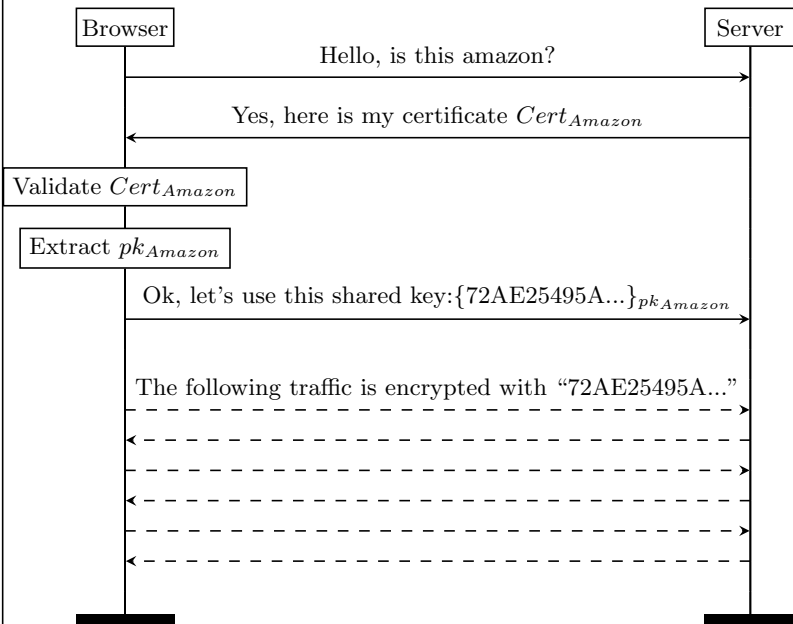 Browser
Server
Hello, is this amazon?
Yes, here is my certificate Cert_Amazon
Validate Cert_Amazon
Extract pk_Amazon
Ok, let's use this shared key:{72AE25495A...}_pk_Amazon
The following traffic is encrypted with “72AE25495A...”